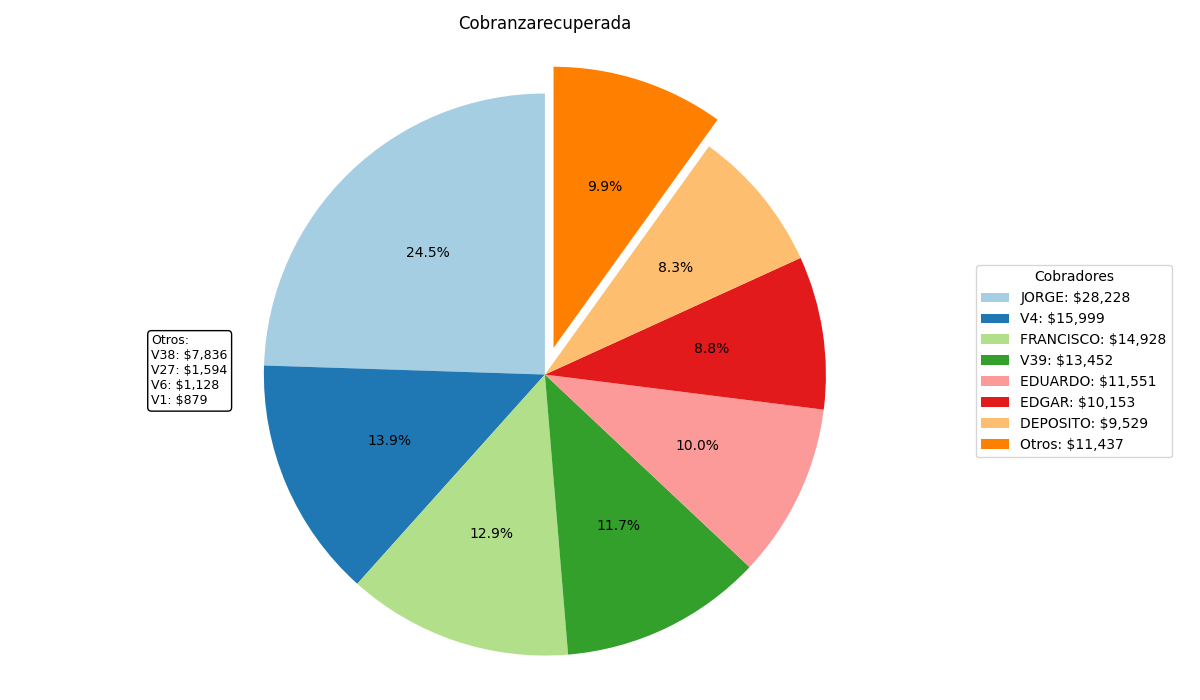 Cobranzarecuperada
9.9%
8.3%
24.5%
8.8%
13.9%
10.0%
12.9%
11.7%
Otros:
V38: $7,836
V27: $1,594
V6: $1,128
V1: $879
Cobradores
JORGE: $28,228
V4: $15,999
FRANCISCO: $14,928
V39: $13,452
EDUARDO: $11,551
EDGAR: $10,153
DEPOSITO: $9,529
Otros: $11,437